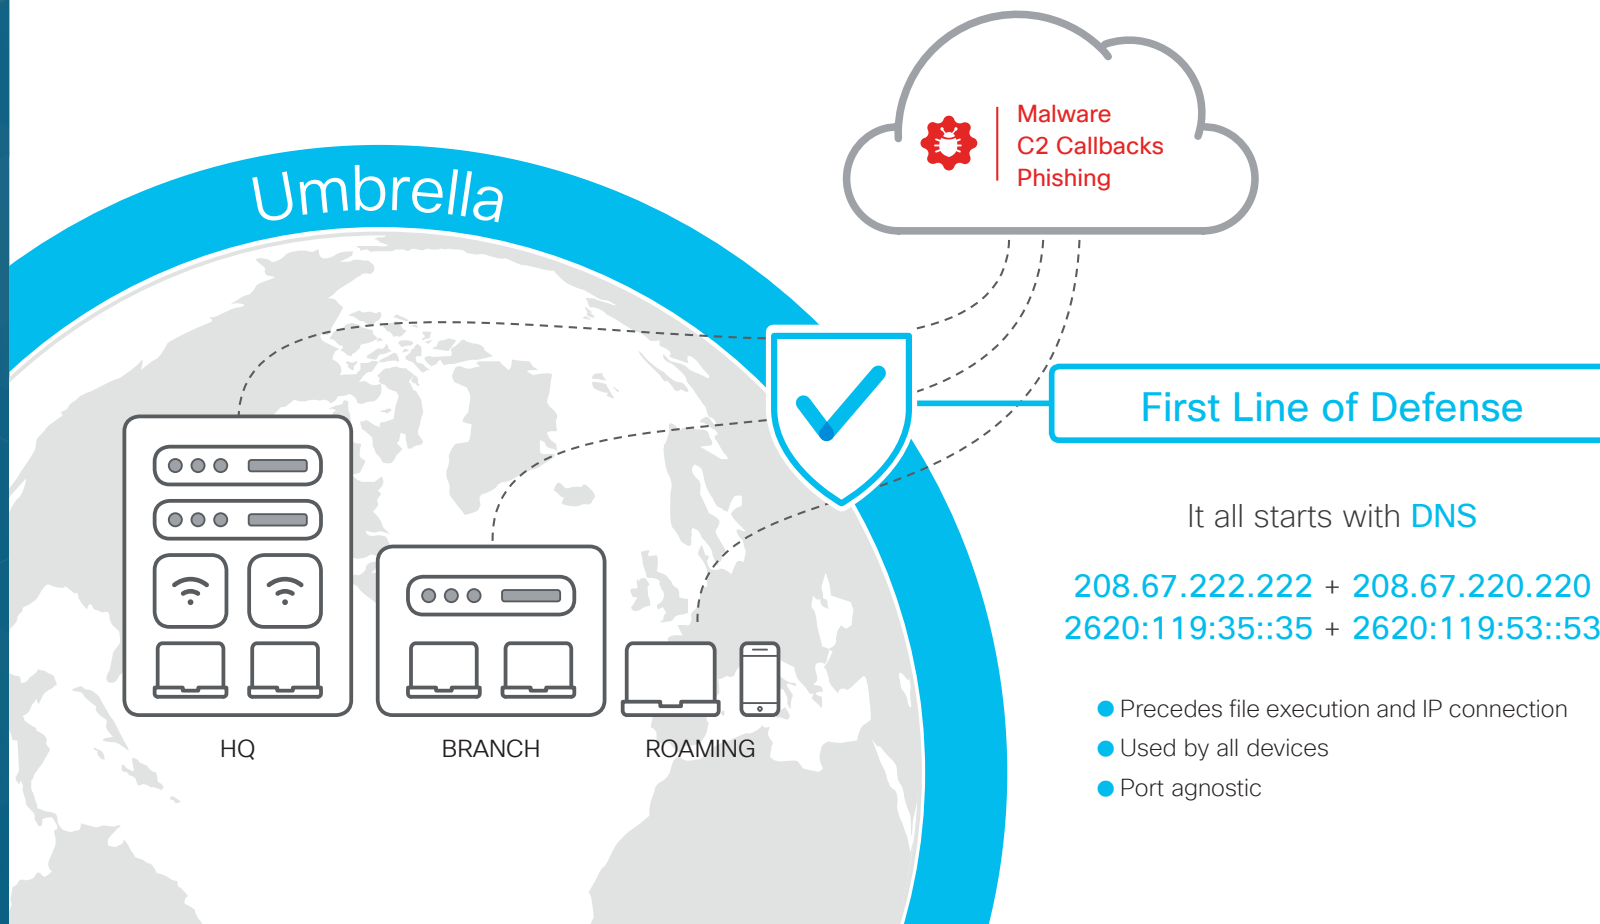 Umbrella
Malware
C2 Callbacks
Phishing
First Line of Defense
It all starts with DNS
208.67.222.222 + 208.67.220.220
2620:119:35::35 + 2620:119:53::53
Precedes file execution and IP connection
Used by all devices
Port agnostic
HQ
BRANCH
ROAMING